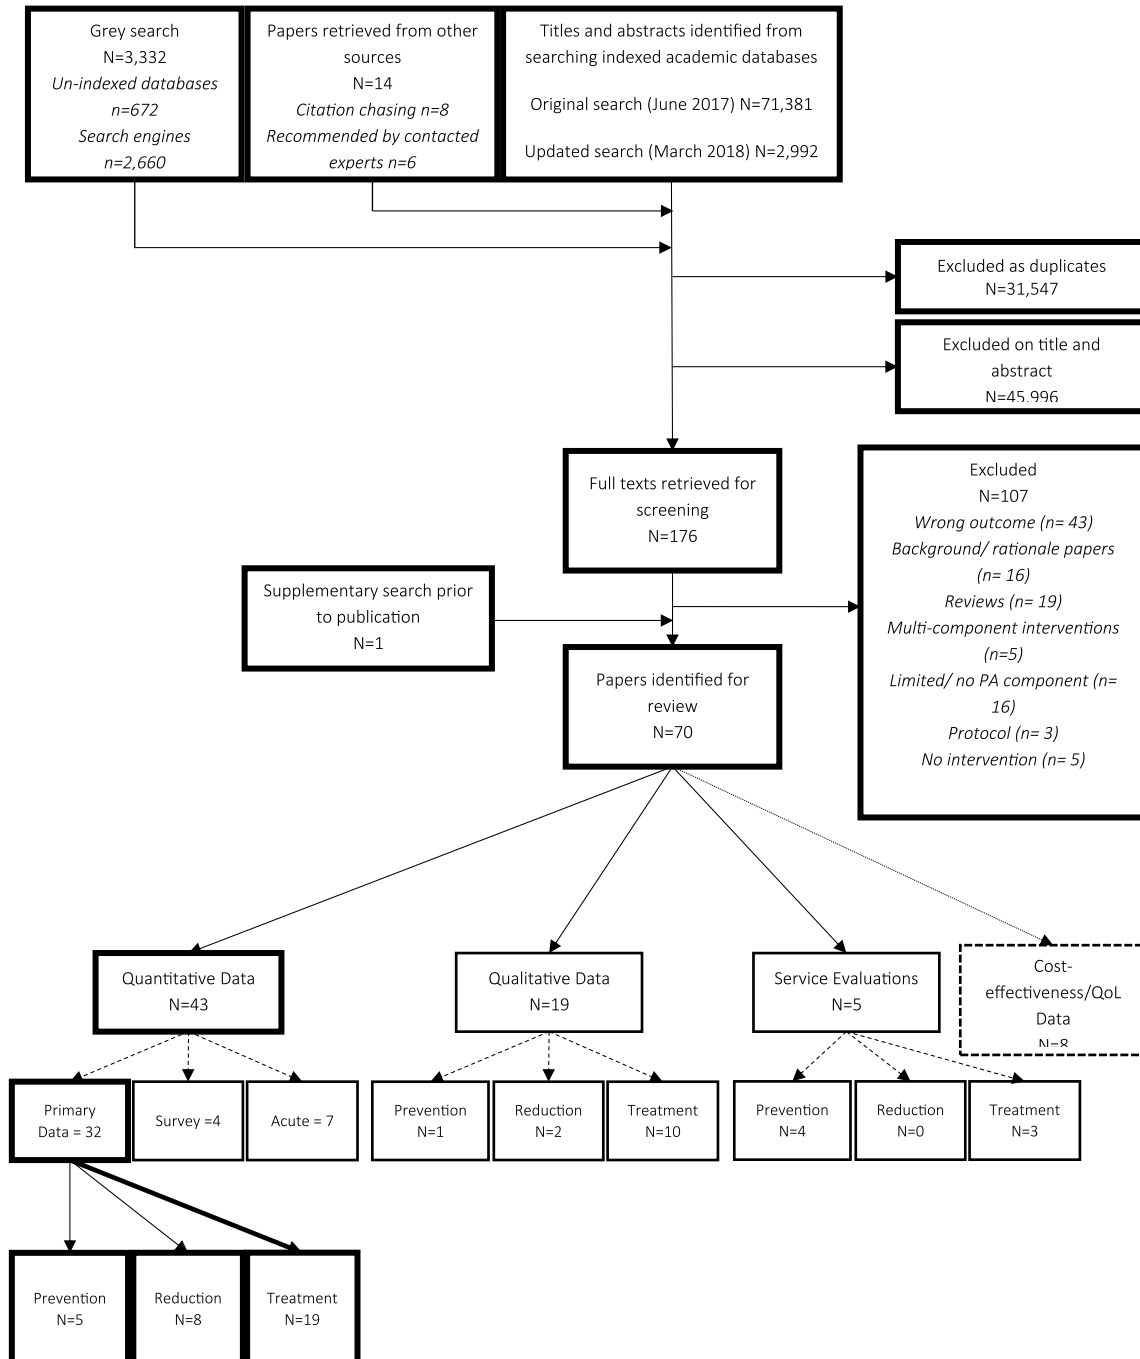 Grey search
N=3,332
Un-indexed databases
n=672
Search engines
n=2,660
Papers retrieved from other
sources
N=14
Citation chasing n=8
Recommended by contacted
experts n=6
Titles and abstracts identified from
searching indexed academic databases
Original search (June 2017) N=71,381
Updated search (March 2018) N=2,992
Excluded as duplicates
N=31,547
Excluded on title and
abstract
N=45,996
Full texts retrieved for
screening
N=176
Excluded
N=107
Wrong outcome (n= 43)
Background/ rationale papers
(n= 16)
Reviews (n= 19)
Multi-component interventions
(n=5)
Limited/ no PA component (n=
16)
Protocol (n= 3)
No intervention (n= 5)
Supplementary search prior
to publication
N=1
Papers identified for
review
N=70
Quantitative Data
N=43
Qualitative Data
N=19
Service Evaluations
N=5
Cost-
effectiveness/QoL
Data
N=8
Primary
Data = 32
Survey =4
Acute = 7
Prevention
N=1
Reduction
N=2
Treatment
N=10
Prevention
N=4
Reduction
N=0
Treatment
N=3
Prevention
N=5
Reduction
N=8
Treatment
N=19